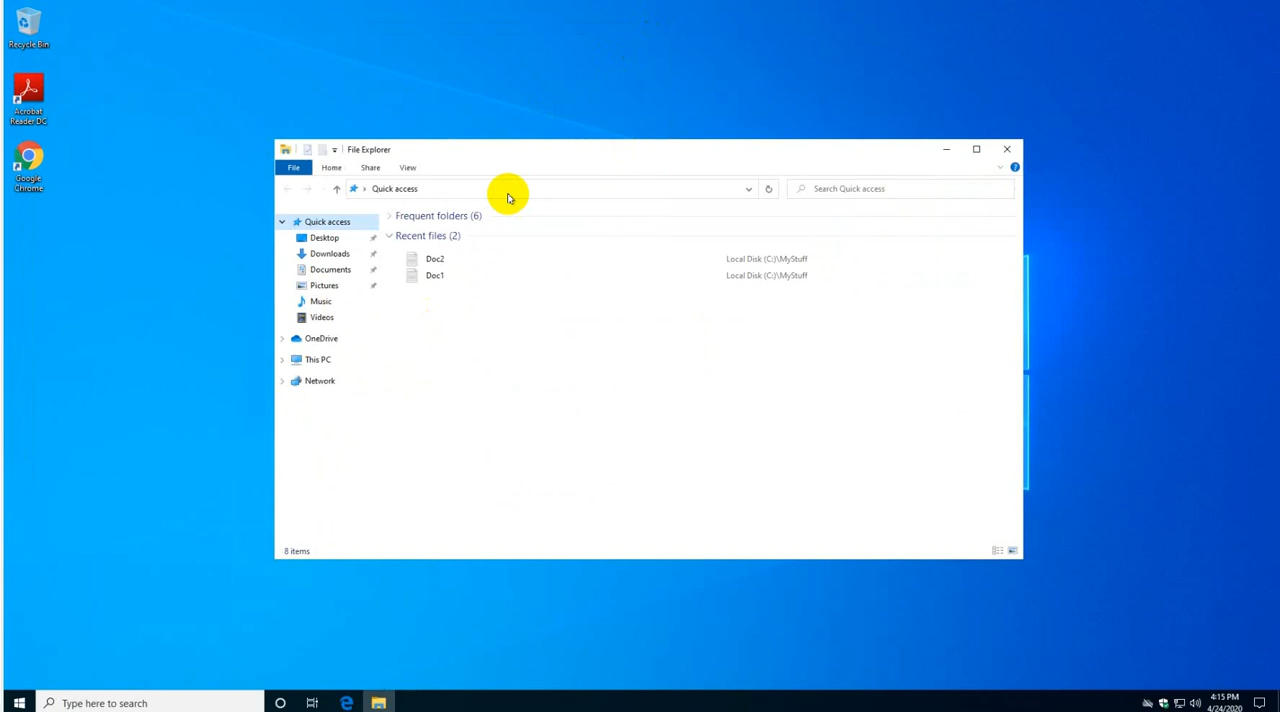 Recycle Bin
Acrobat
Reader DC
Google
Chrome
File Explorer
File Home Share View
Quick access
Search Quick access
Quick access
Desktop
Downloads
Documents
Pictures
Music
Videos
OneDrive
This PC
Network
Frequent folders (6)
Recent files (2)
Doc2 Local Disk (C:)\MyStuff
Doc1 Local Disk (C:)\MyStuff
8 items
Type here to search
4:15 PM
4/24/2020